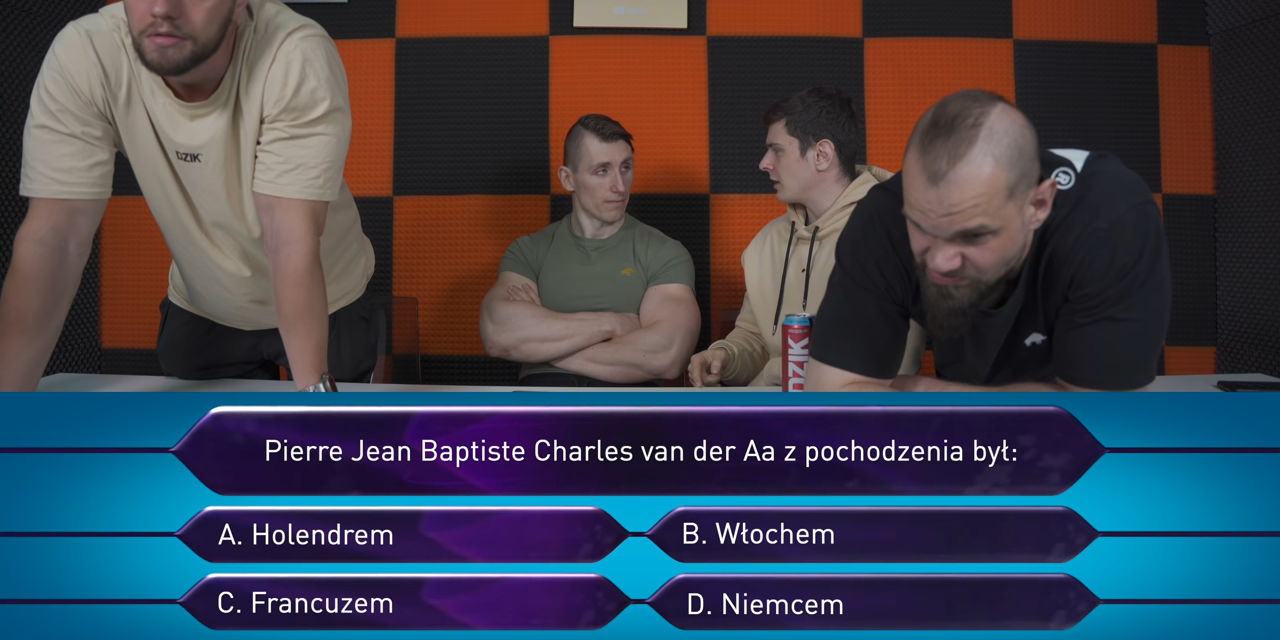 DZIK
®
DZIK
Pierre Jean Baptiste Charles van der Aa z pochodzenia był:
A. Holendrem
B. Włochem
C. Francuzem
D. Niemcem